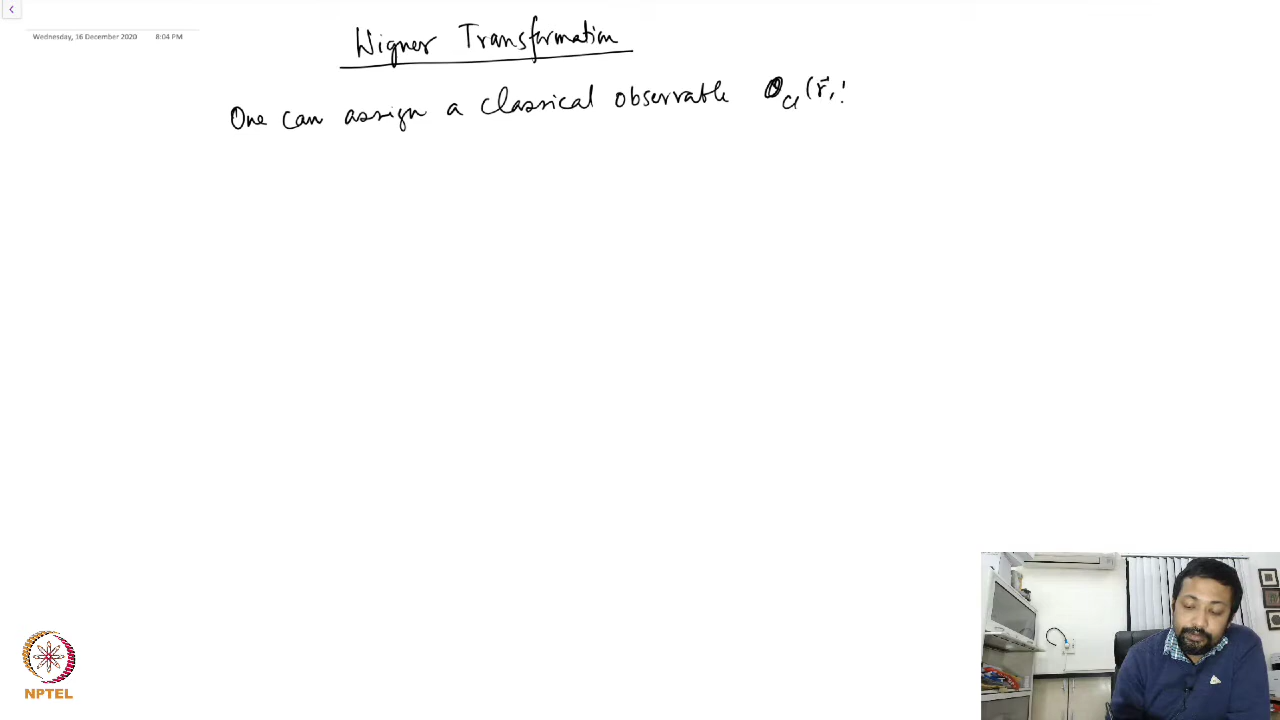 Wednesday, 16 December 2020 8:04 PM
Wigner Transformation
One can assign a classical observable O_cl (r⃗,
NPTEL